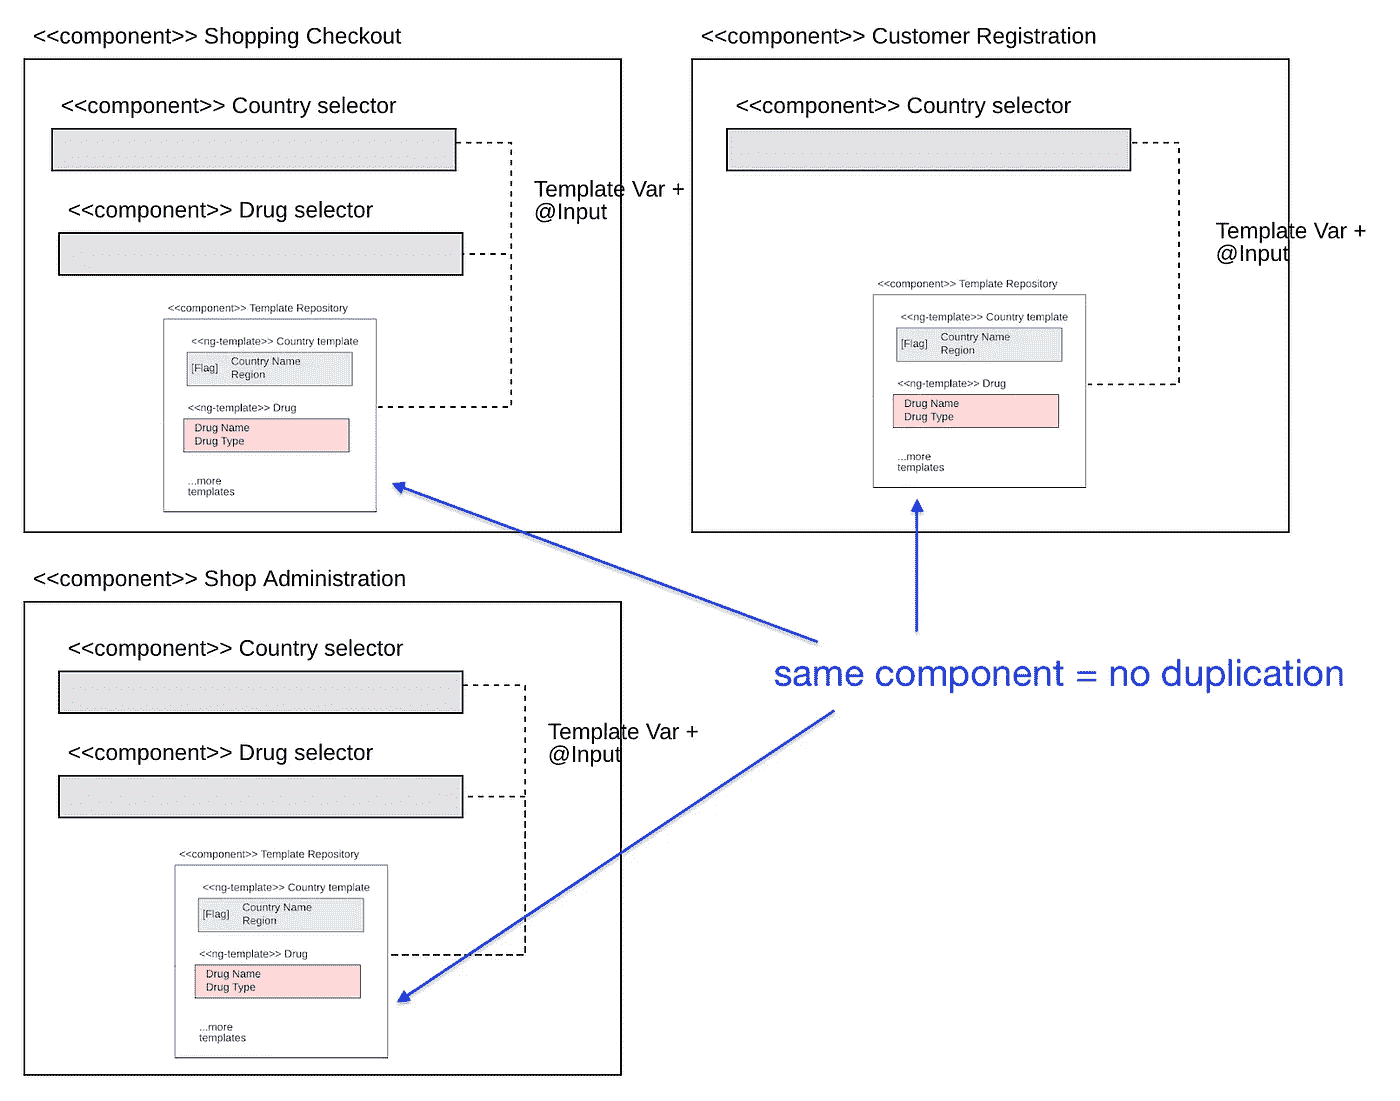 <<component>> Shopping Checkout
<<component>> Country selector
Template Var +
@Input
<<component>> Drug selector
<<component>> Template Repository
<<ng-template>> Country template
[Flag]
Country Name
Region
<<ng-template>> Drug
Drug Name
Drug Type
...more
templates
<<component>> Customer Registration
<<component>> Country selector
Template Var +
@Input
<<component>> Template Repository
<<ng-template>> Country template
[Flag]
Country Name
Region
<<ng-template>> Drug
Drug Name
Drug Type
...more
templates
<<component>> Shop Administration
<<component>> Country selector
Template Var +
@Input
<<component>> Drug selector
<<component>> Template Repository
<<ng-template>> Country template
[Flag]
Country Name
Region
<<ng-template>> Drug
Drug Name
Drug Type
...more
templates
same component = no duplication